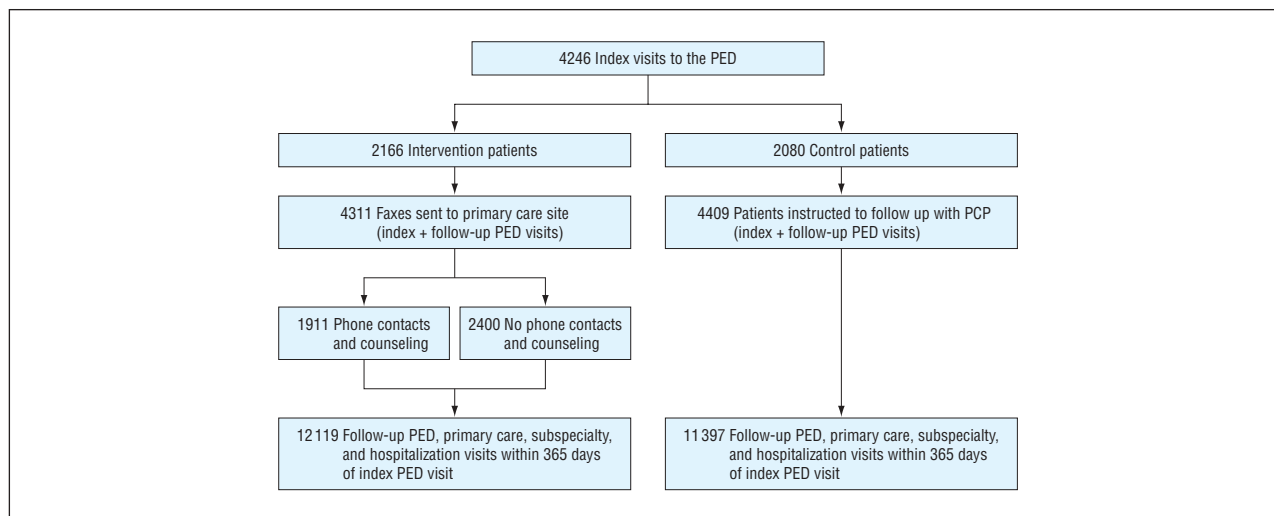 4246 Index visits to the PED
2166 Intervention patients
2080 Control patients
4311 Faxes sent to primary care site
(index + follow-up PED visits)
4409 Patients instructed to follow up with PCP
(index + follow-up PED visits)
1911 Phone contacts
and counseling
2400 No phone contacts
and counseling
12 119 Follow-up PED, primary care, subspecialty,
and hospitalization visits within 365 days
of index PED visit
11 397 Follow-up PED, primary care, subspecialty,
and hospitalization visits within 365 days
of index PED visit